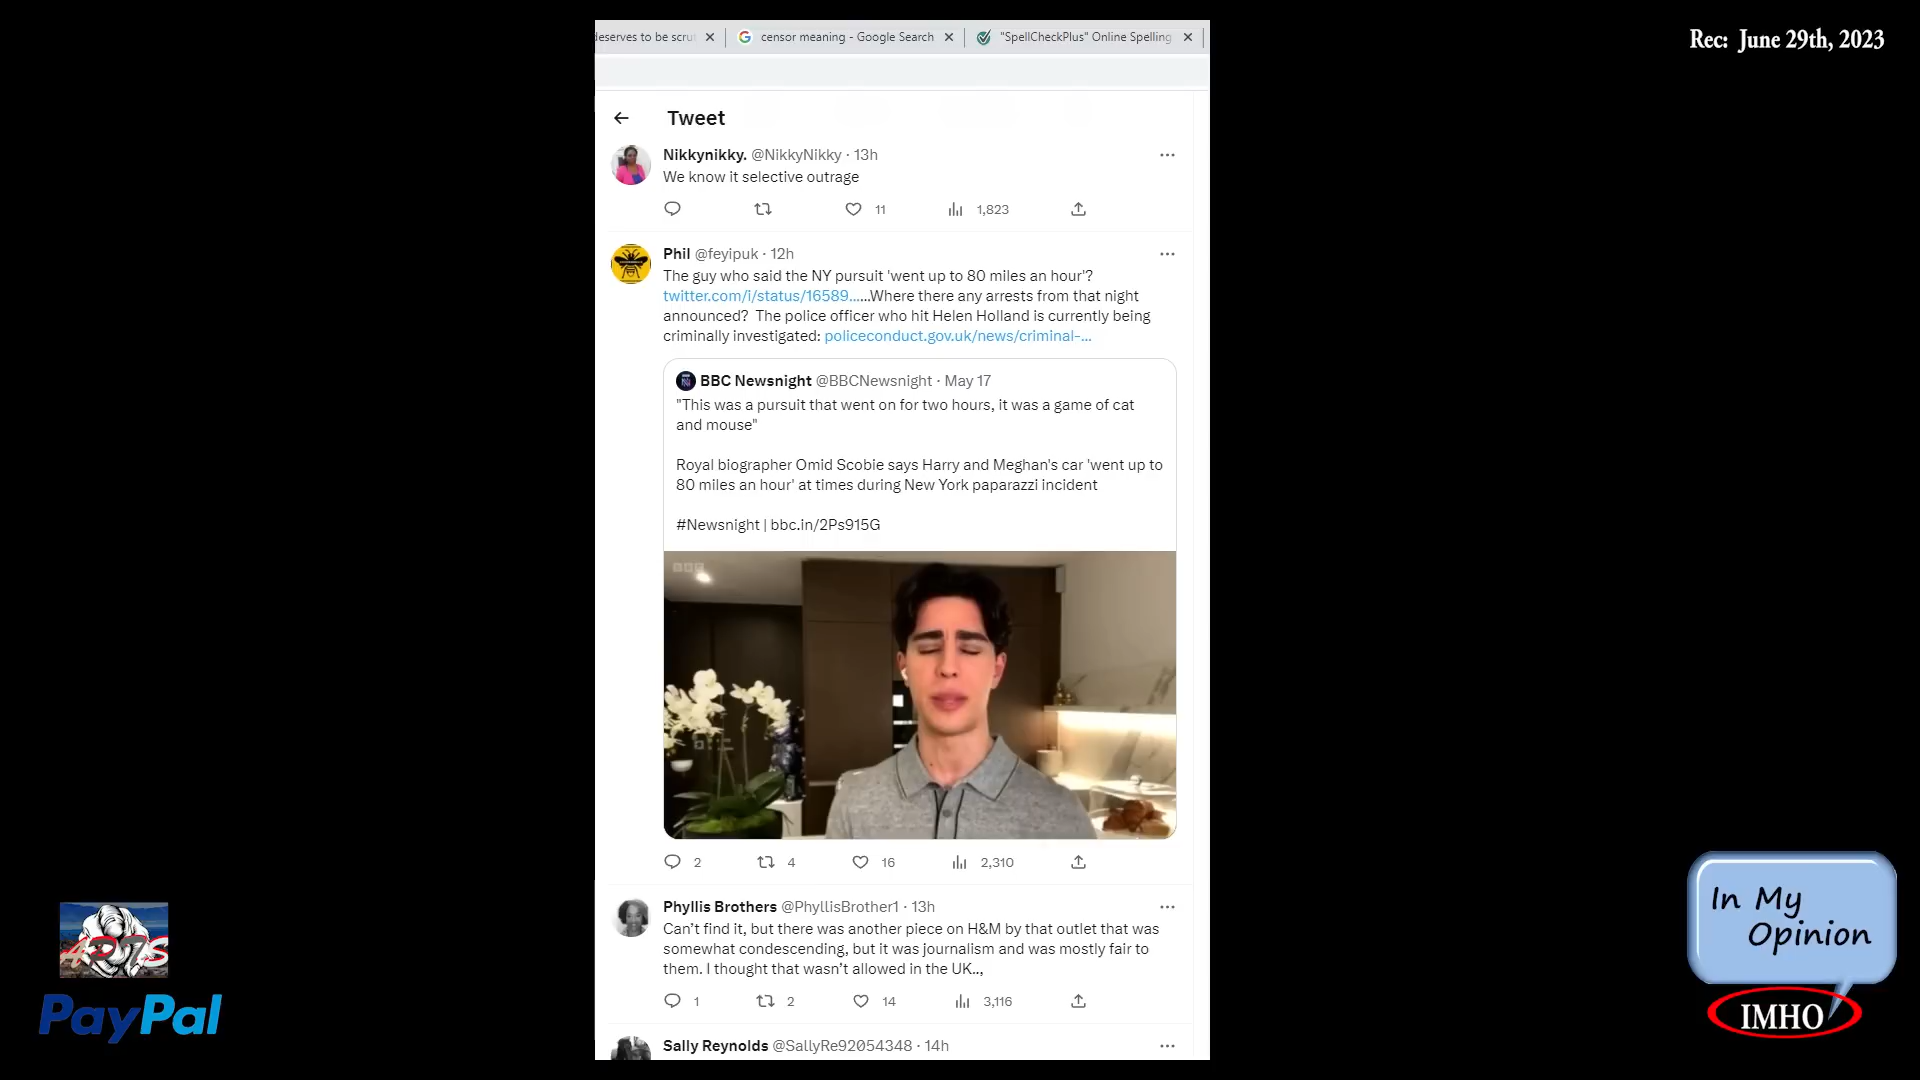 deserves to be scru
censor meaning - Google Search
"SpellCheckPlus" Online Spelling
Rec: June 29th, 2023
Tweet
Nikkynikky. @NikkyNikky · 13h
We know it selective outrage
11
1,823
Phil @feyipuk · 12h
The guy who said the NY pursuit 'went up to 80 miles an hour'?
twitter.com/i/status/16589......Where there any arrests from that night
announced? The police officer who hit Helen Holland is currently being
criminally investigated: policeconduct.gov.uk/news/criminal-...
BBC Newsnight @BBCNewsnight · May 17
"This was a pursuit that went on for two hours, it was a game of cat
and mouse"
Royal biographer Omid Scobie says Harry and Meghan's car 'went up to
80 miles an hour' at times during New York paparazzi incident
#Newsnight | bbc.in/2Ps915G
BBC
2
4
16
2,310
Phyllis Brothers @PhyllisBrother1 · 13h
Can't find it, but there was another piece on H&M by that outlet that was
somewhat condescending, but it was journalism and was mostly fair to
them. I thought that wasn't allowed in the UK..,
1
2
14
3,116
Sally Reynolds @SallyRe92054348 · 14h
PayPal
In My
Opinion
IMHO